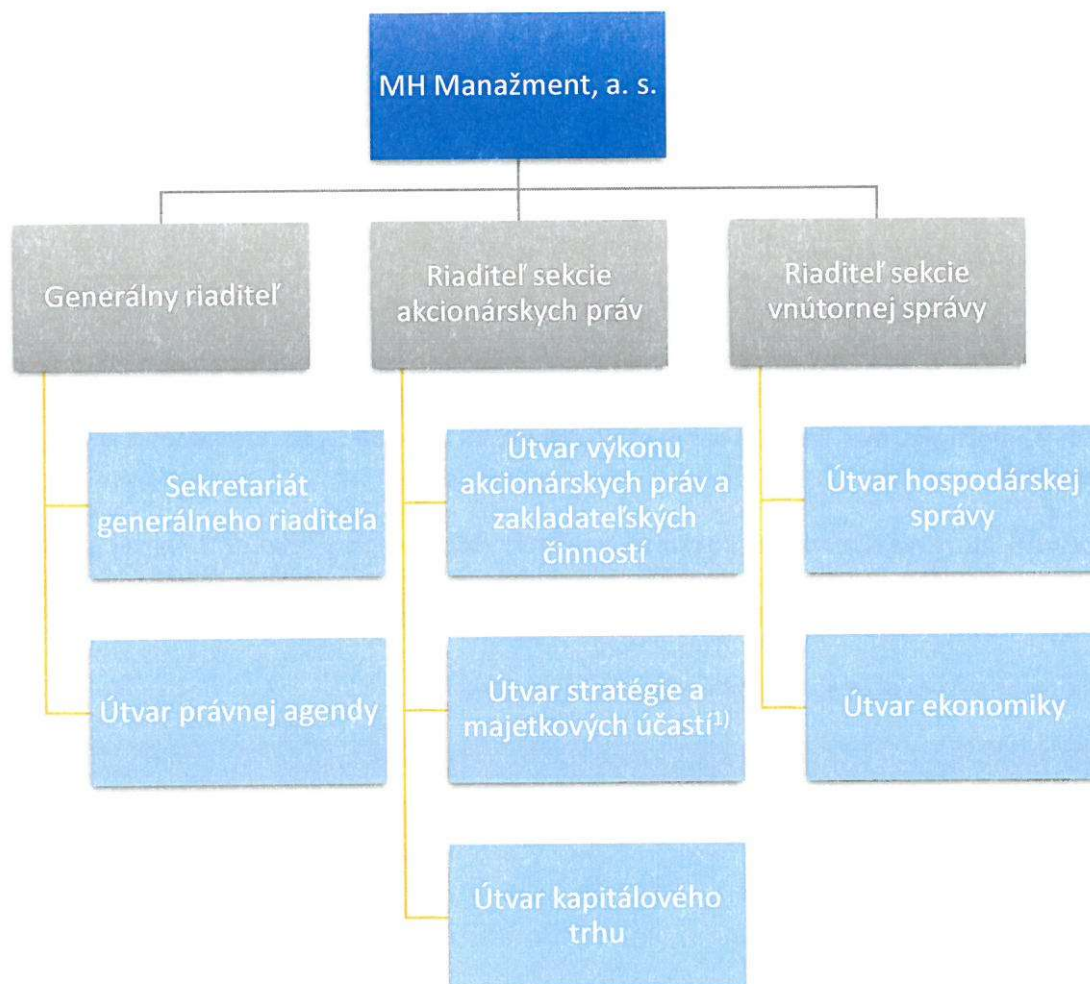 MH Manažment, a. s.
Generálny riaditeľ
Riaditeľ sekcie
akcionárskych práv
Riaditeľ sekcie
vnútornej správy
Sekretariát
generálneho riaditeľa
Útvar právnej agendy
Útvar výkonu
akcionárskych práv a
zakladateľských
činností
Útvar stratégie a
majetkových účastí¹⁾
Útvar kapitálového
trhu
Útvar hospodárskej
správy
Útvar ekonomiky